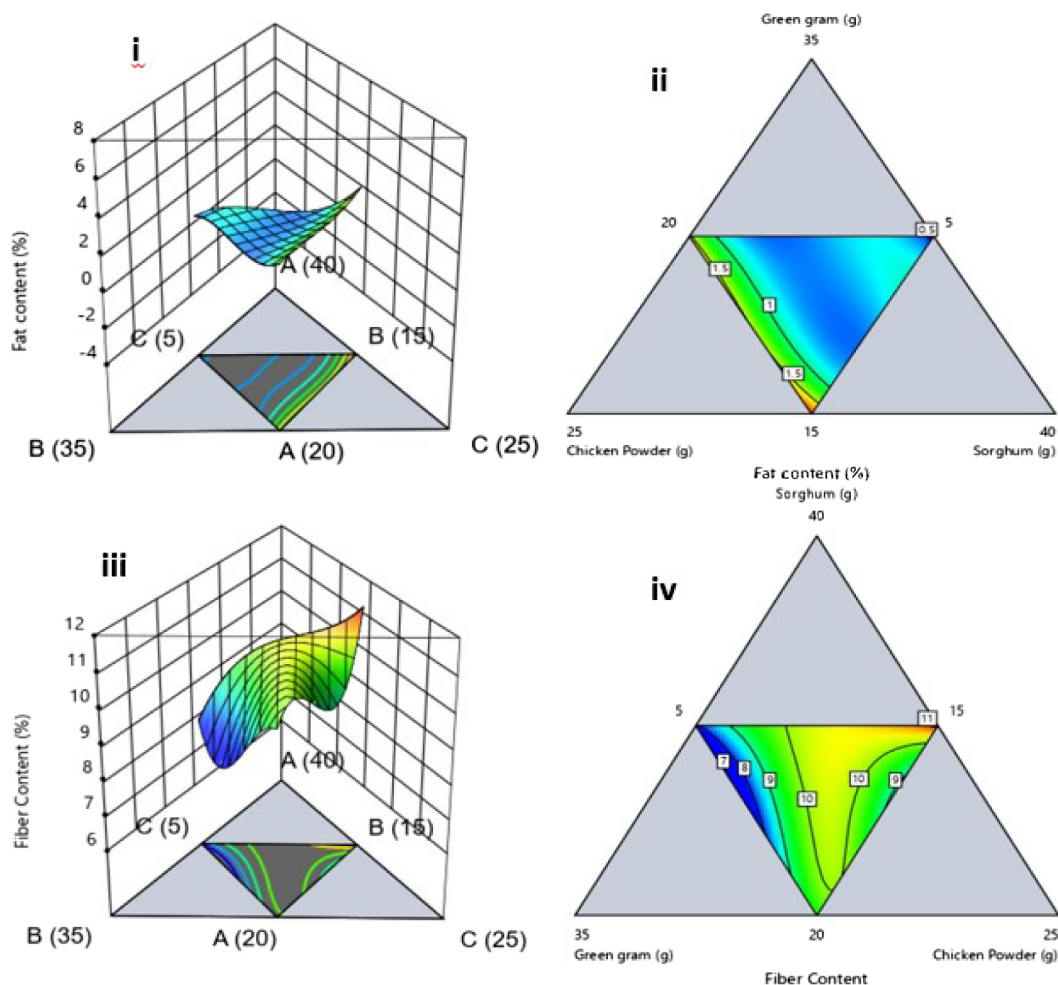 i
8
6
4
2
0
-2
-4
Fat content (%)
A (40)
C (5)
B (15)
B (35)
A (20)
C (25)
Green gram (g)
35
ii
20
5
0.5
1.5
1
1.5
25
15
40
Chicken Powder (g)
Sorghum (g)
Fat content (%)
iii
12
11
10
9
8
7
6
Fiber Content (%)
A (40)
C (5)
B (15)
B (35)
A (20)
C (25)
Sorghum (g)
40
iv
5
15
11
7
8
9
10
10
9
35
20
25
Green gram (g)
Chicken Powder (g)
Fiber Content